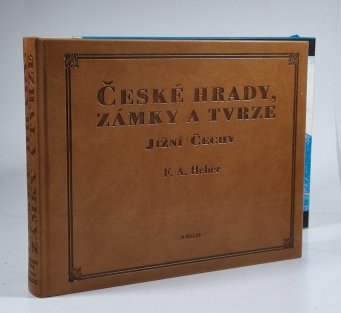 ČESKÉ HRADY,
ZÁMKY A TVRZE
JIŽNÍ ČECHY
F. A. Heber
ARGO